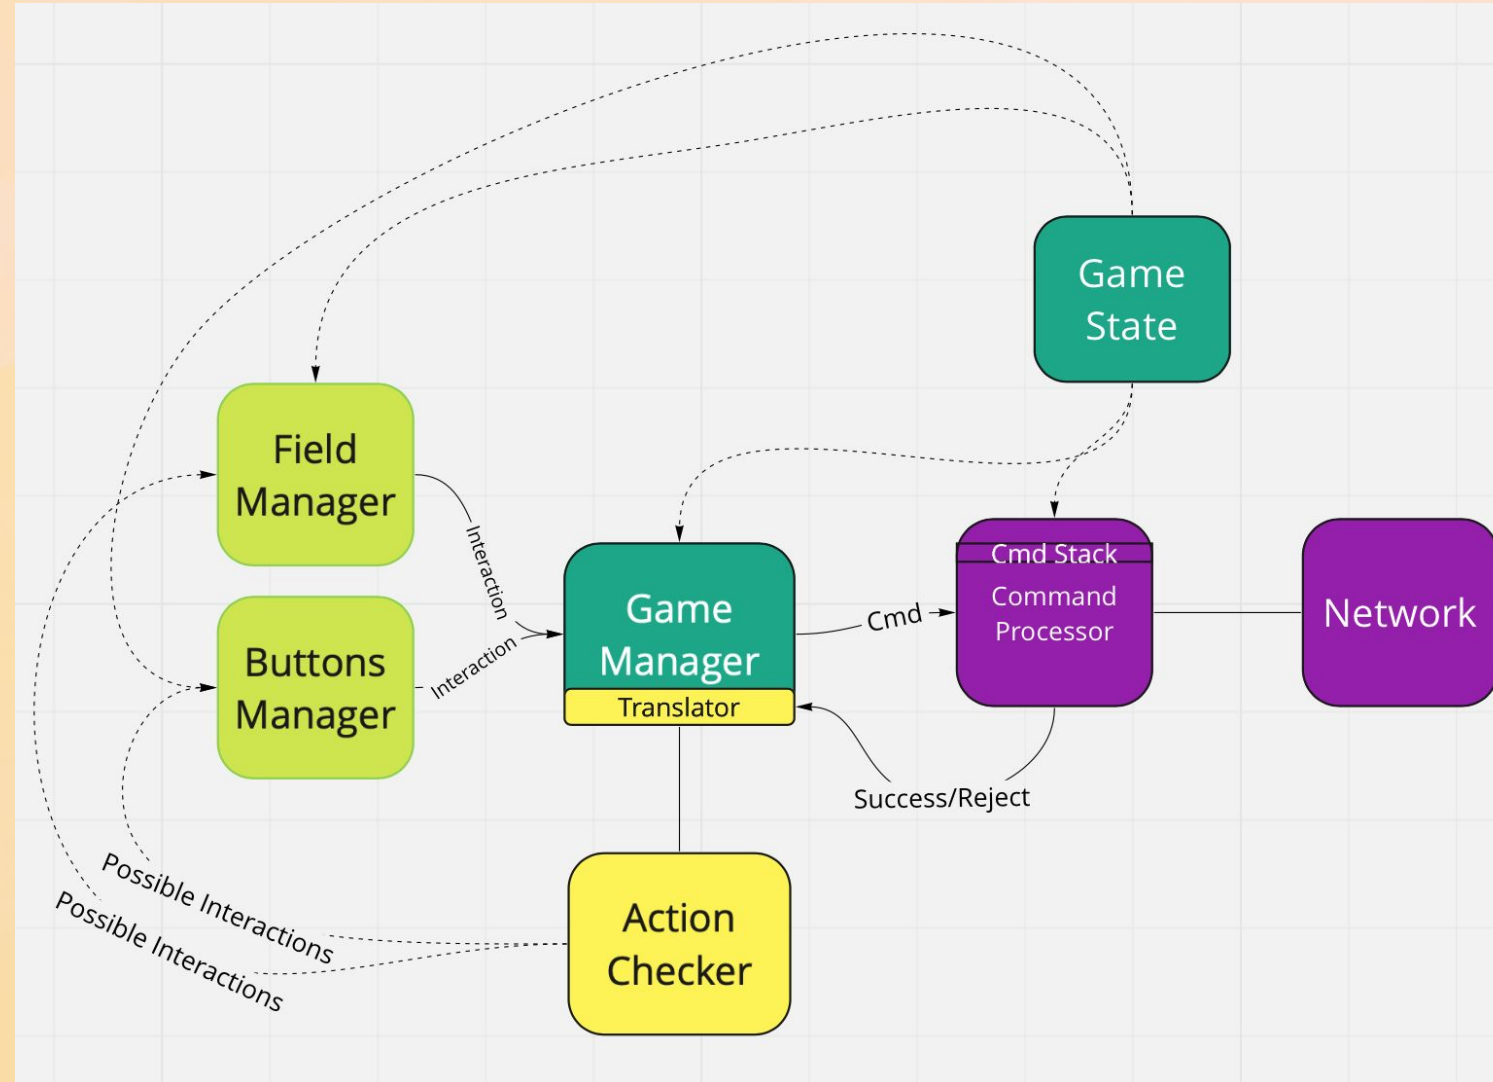 Game
State
Field
Manager
Interaction
Cmd Stack
Command
Processor
Network
Game
Manager
Cmd
Translator
Buttons
Manager
Interaction
Success/Reject
Possible Interactions
Possible Interactions
Action
Checker